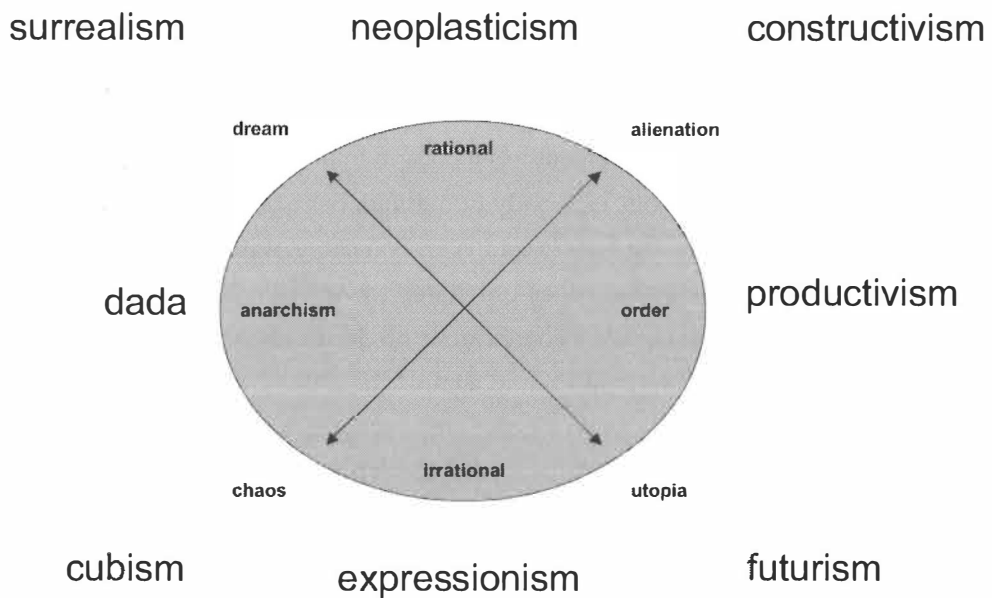 surrealism neoplasticism constructivism
dream alienation
rational
dada anarchism order productivism
irrational
chaos utopia
cubism expressionism futurism